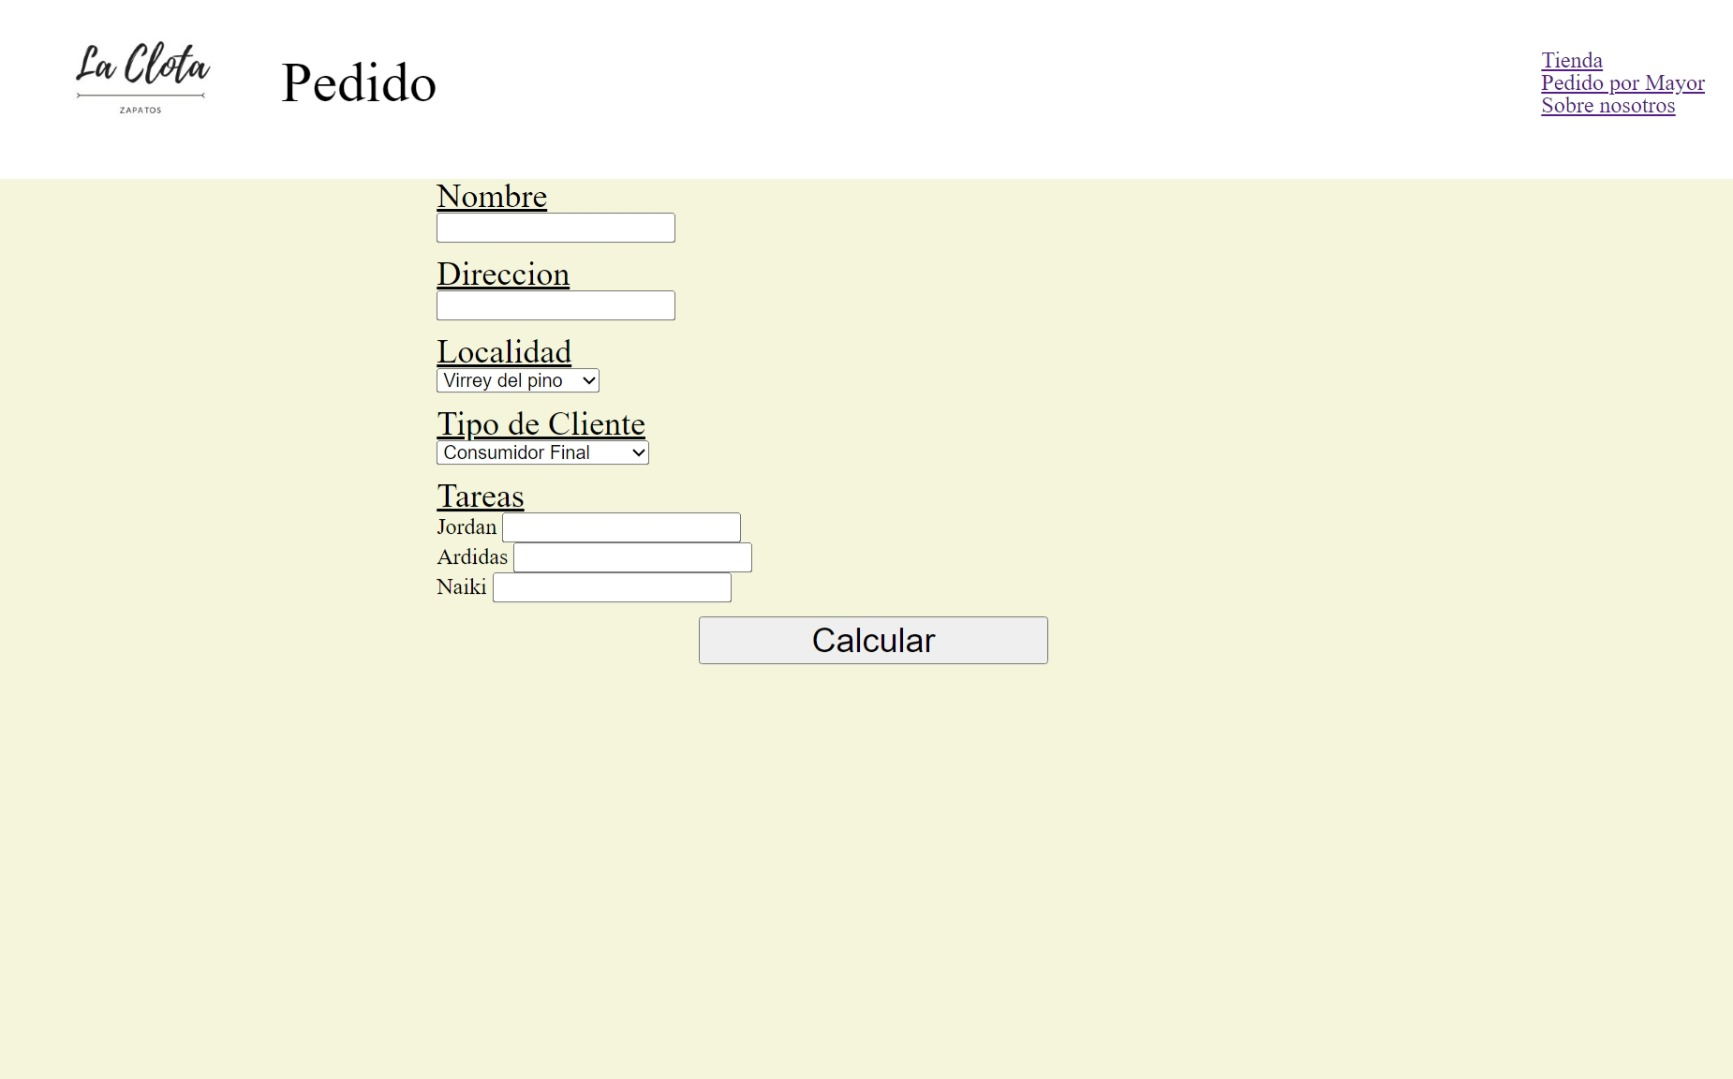 La Clota
ZAPATOS
Pedido
Tienda
Pedido por Mayor
Sobre nosotros
Nombre
Direccion
Localidad
Virrey del pino
Tipo de Cliente
Consumidor Final
Tareas
Jordan
Ardidas
Naiki
Calcular